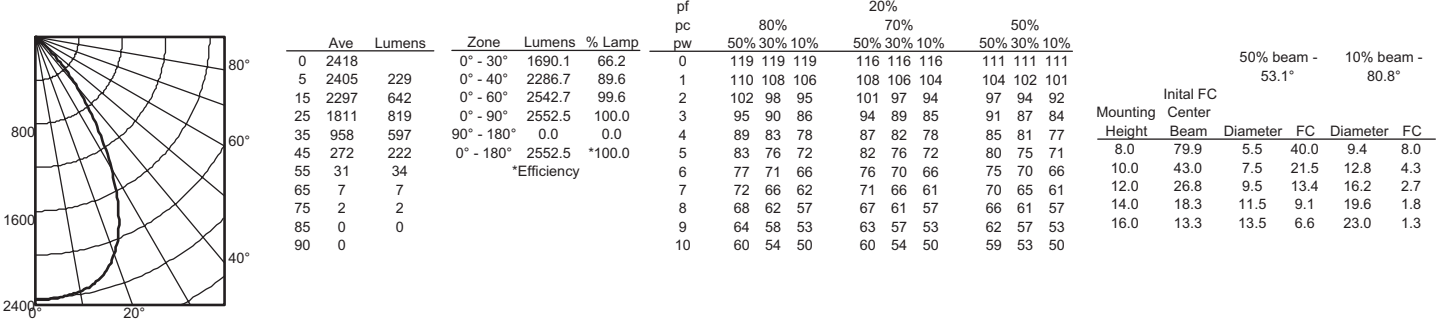 80°
60°
40°
20°
0°
800
1600
2400
Ave Lumens
0 2418
5 2405 229
15 2297 642
25 1811 819
35 958 597
45 272 222
55 31 34
65 7 7
75 2 2
85 0 0
90 0
Zone Lumens % Lamp
0° - 30° 1690.1 66.2
0° - 40° 2286.7 89.6
0° - 60° 2542.7 99.6
0° - 90° 2552.5 100.0
90° - 180° 0.0 0.0
0° - 180° 2552.5 *100.0
*Efficiency
pf 20%
pc 80% 70% 50%
pw 50% 30% 10% 50% 30% 10% 50% 30% 10%
0 119 119 119 116 116 116 111 111 111
1 110 108 106 108 106 104 104 102 101
2 102 98 95 101 97 94 97 94 92
3 95 90 86 94 89 85 91 87 84
4 89 83 78 87 82 78 85 81 77
5 83 76 72 82 76 72 80 75 71
6 77 71 66 76 70 66 75 70 66
7 72 66 62 71 66 61 70 65 61
8 68 62 57 67 61 57 66 61 57
9 64 58 53 63 57 53 62 57 53
10 60 54 50 60 54 50 59 53 50
50% beam - 10% beam -
53.1° 80.8°
Inital FC
Mounting Center
Height Beam Diameter FC Diameter FC
8.0 79.9 5.5 40.0 9.4 8.0
10.0 43.0 7.5 21.5 12.8 4.3
12.0 26.8 9.5 13.4 16.2 2.7
14.0 18.3 11.5 9.1 19.6 1.8
16.0 13.3 13.5 6.6 23.0 1.3